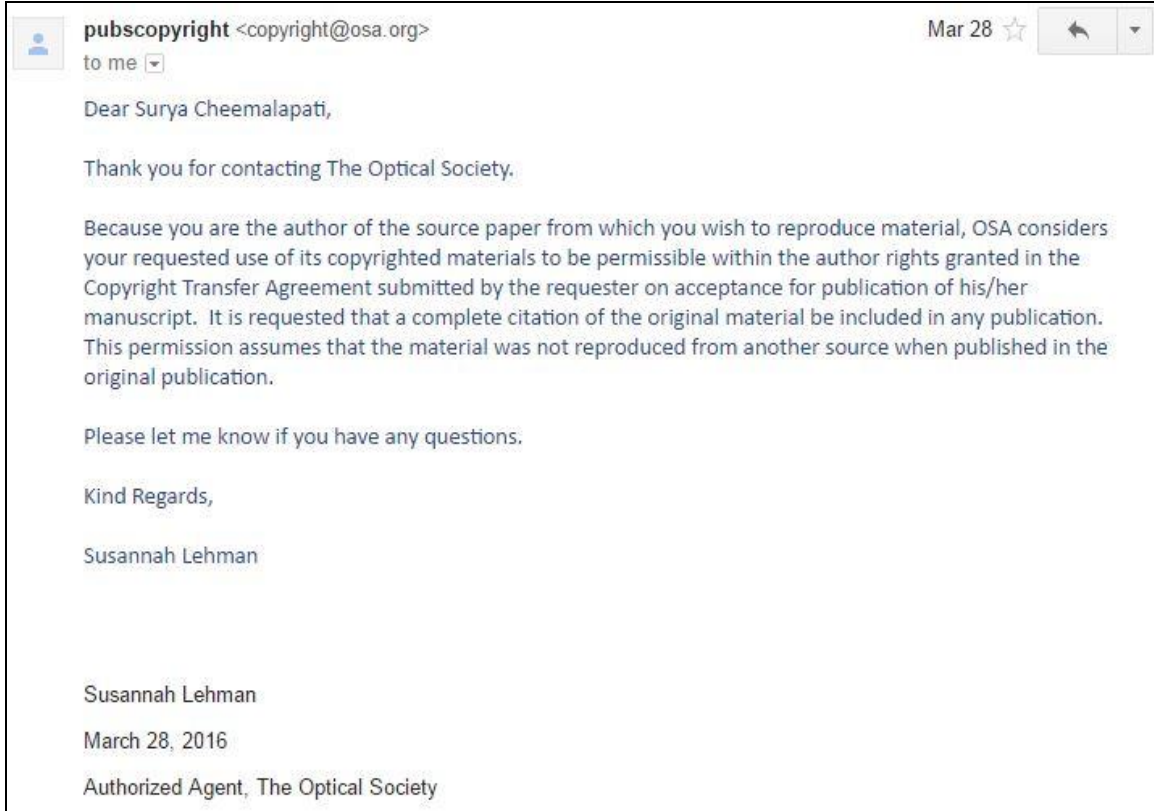 pubscopyright <copyright@osa.org>
Mar 28
to me
Dear Surya Cheemalapati,
Thank you for contacting The Optical Society.
Because you are the author of the source paper from which you wish to reproduce material, OSA considers
your requested use of its copyrighted materials to be permissible within the author rights granted in the
Copyright Transfer Agreement submitted by the requester on acceptance for publication of his/her
manuscript.  It is requested that a complete citation of the original material be included in any publication.
This permission assumes that the material was not reproduced from another source when published in the
original publication.
Please let me know if you have any questions.
Kind Regards,
Susannah Lehman
Susannah Lehman
March 28, 2016
Authorized Agent, The Optical Society